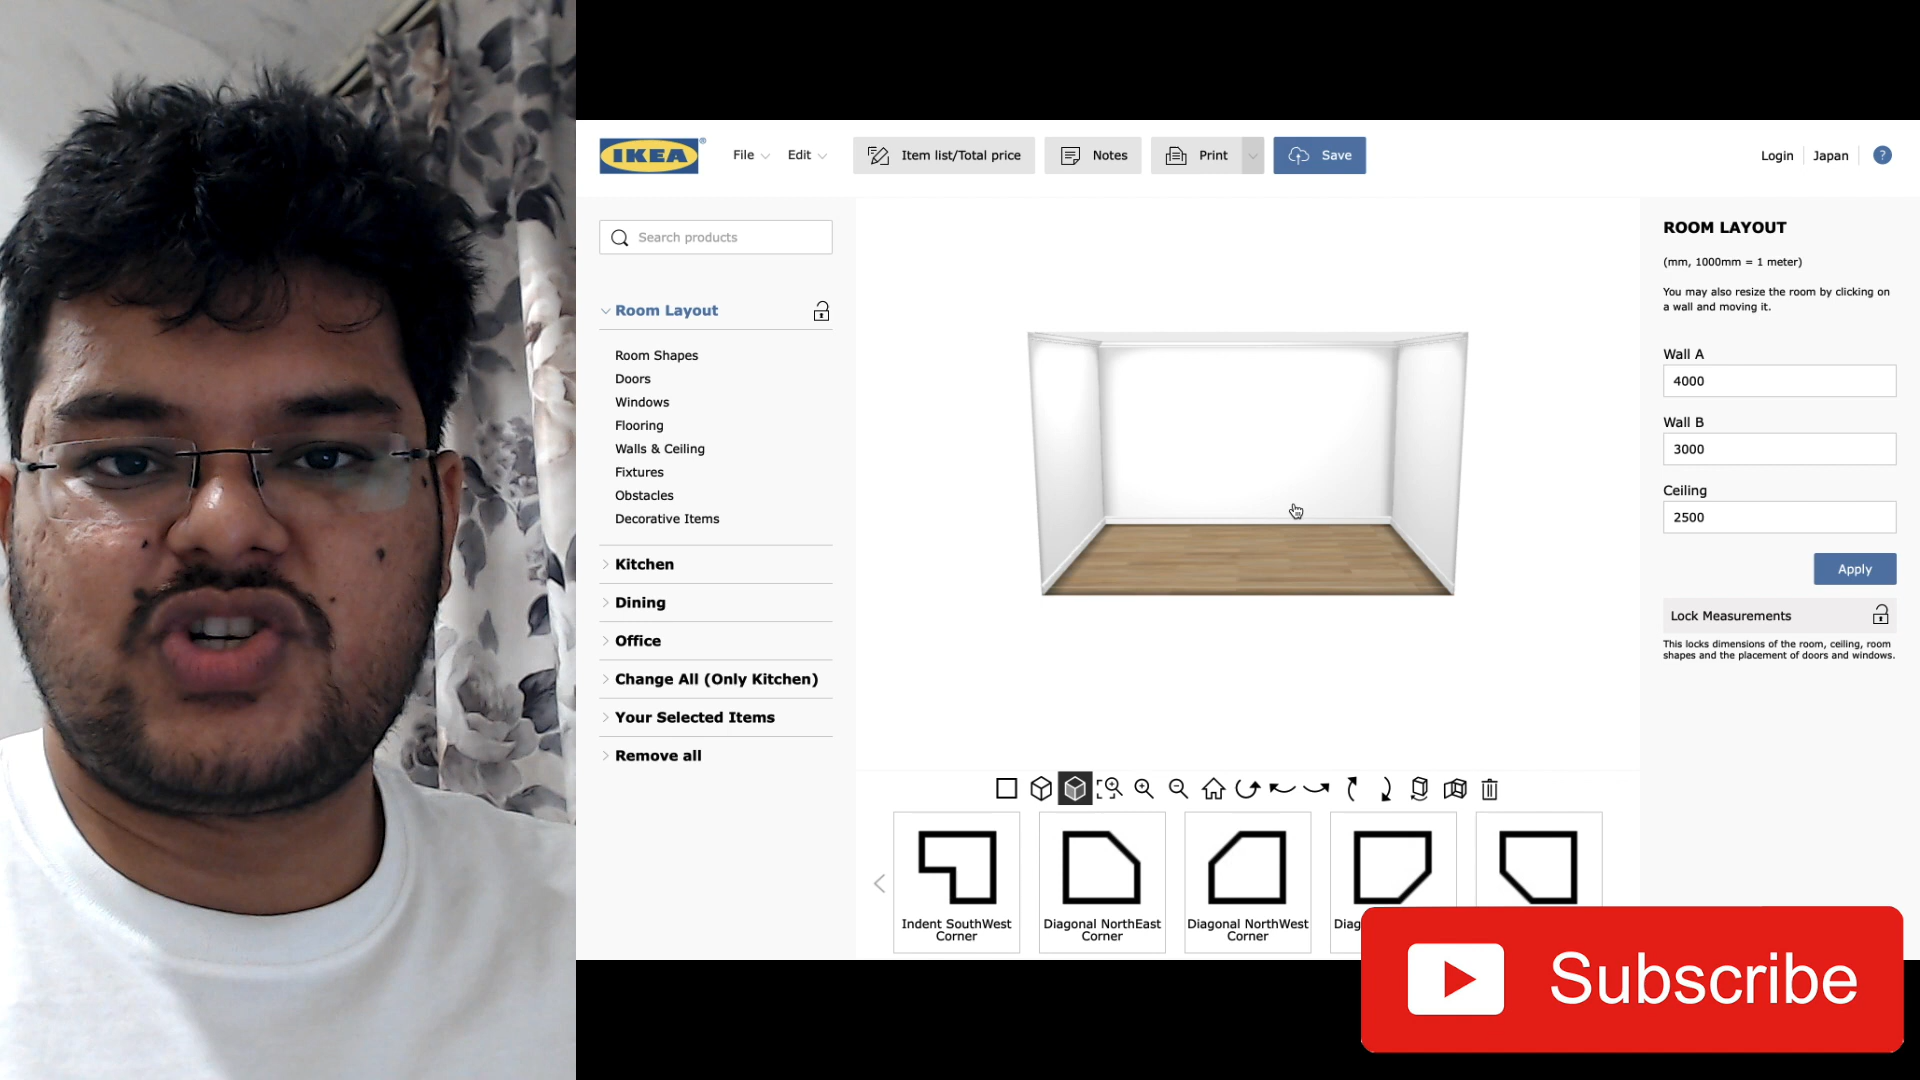 IKEA
File
Edit
Item list/Total price
Notes
Print
Save
Login
Japan
?
Search products
Room Layout
Room Shapes
Doors
Windows
Flooring
Walls & Ceiling
Fixtures
Obstacles
Decorative Items
Kitchen
Dining
Office
Change All (Only Kitchen)
Your Selected Items
Remove all
ROOM LAYOUT
(mm, 1000mm = 1 meter)
You may also resize the room by clicking on
a wall and moving it.
Wall A
4000
Wall B
3000
Ceiling
2500
Apply
Lock Measurements
This locks dimensions of the room, ceiling, room
shapes and the placement of doors and windows.
Indent SouthWest
Corner
Diagonal NorthEast
Corner
Diagonal NorthWest
Corner
Diag
Subscribe